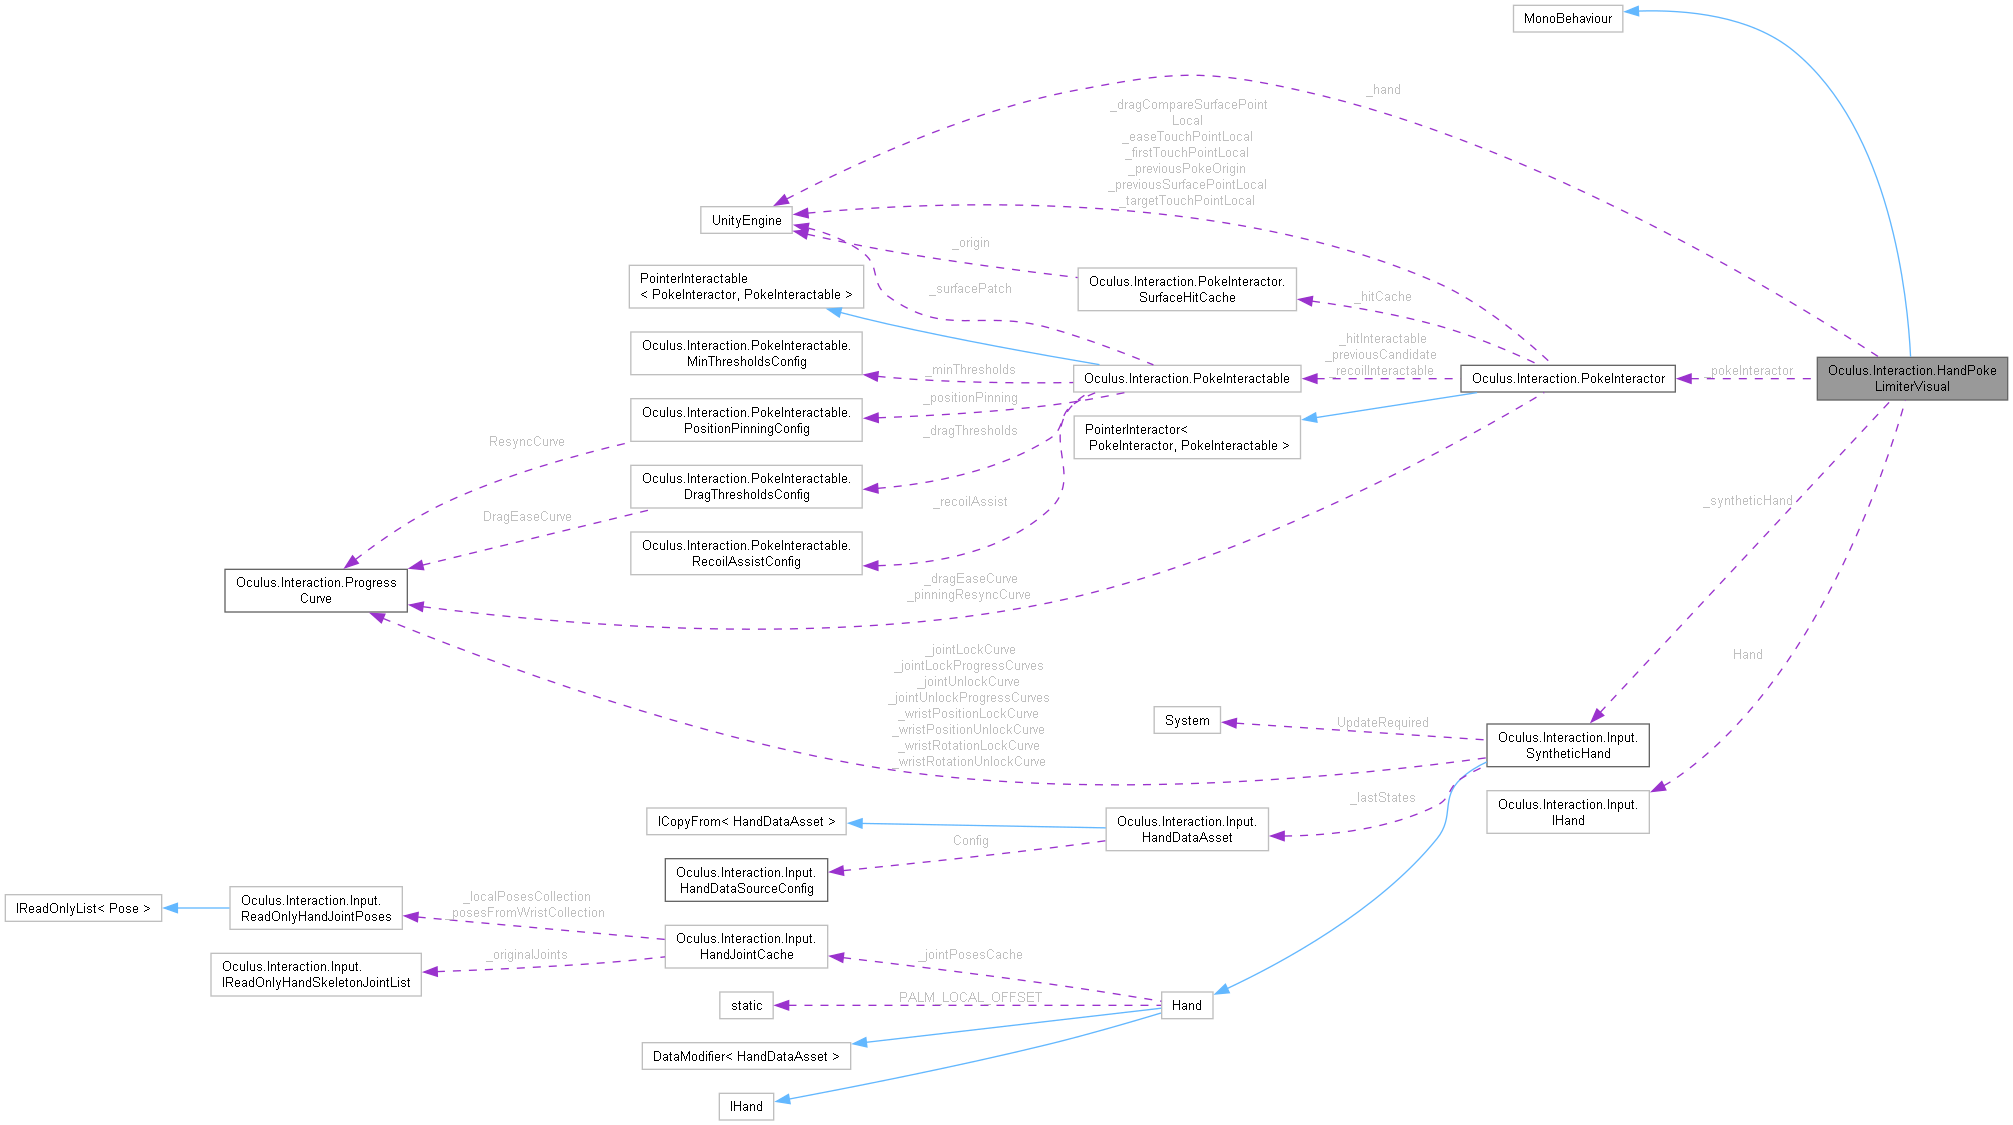 MonoBehaviour
_hand
_dragCompareSurfacePoint
Local
_easeTouchPointLocal
_firstTouchPointLocal
_previousPokeOrigin
_previousSurfacePointLocal
_targetTouchPointLocal
UnityEngine
_origin
PointerInteractable
< PokeInteractor, PokeInteractable >
_surfacePatch
Oculus.Interaction.PokeInteractor.
SurfaceHitCache
_hitCache
Oculus.Interaction.PokeInteractable.
MinThresholdsConfig
_minThresholds
Oculus.Interaction.PokeInteractable
_hitInteractable
_previousCandidate
_recoilInteractable
Oculus.Interaction.PokeInteractor
_pokeInteractor
Oculus.Interaction.HandPoke
LimiterVisual
Oculus.Interaction.PokeInteractable.
PositionPinningConfig
_positionPinning
PointerInteractor<
PokeInteractor, PokeInteractable >
ResyncCurve
_dragThresholds
Oculus.Interaction.PokeInteractable.
DragThresholdsConfig
DragEaseCurve
_recoilAssist
_syntheticHand
Oculus.Interaction.PokeInteractable.
RecoilAssistConfig
Oculus.Interaction.Progress
Curve
_dragEaseCurve
_pinningResyncCurve
_jointLockCurve
_jointLockProgressCurves
_jointUnlockCurve
_jointUnlockProgressCurves
_wristPositionLockCurve
_wristPositionUnlockCurve
_wristRotationLockCurve
_wristRotationUnlockCurve
Hand
System
UpdateRequired
Oculus.Interaction.Input.
SyntheticHand
_lastStates
Oculus.Interaction.Input.
IHand
ICopyFrom< HandDataAsset >
Oculus.Interaction.Input.
HandDataAsset
Config
Oculus.Interaction.Input.
HandDataSourceConfig
IReadOnlyList< Pose >
Oculus.Interaction.Input.
ReadOnlyHandJointPoses
_localPosesCollection
_posesFromWristCollection
Oculus.Interaction.Input.
HandJointCache
Oculus.Interaction.Input.
IReadOnlyHandSkeletonJointList
_originalJoints
_jointPosesCache
static
PALM_LOCAL_OFFSET
Hand
DataModifier< HandDataAsset >
IHand